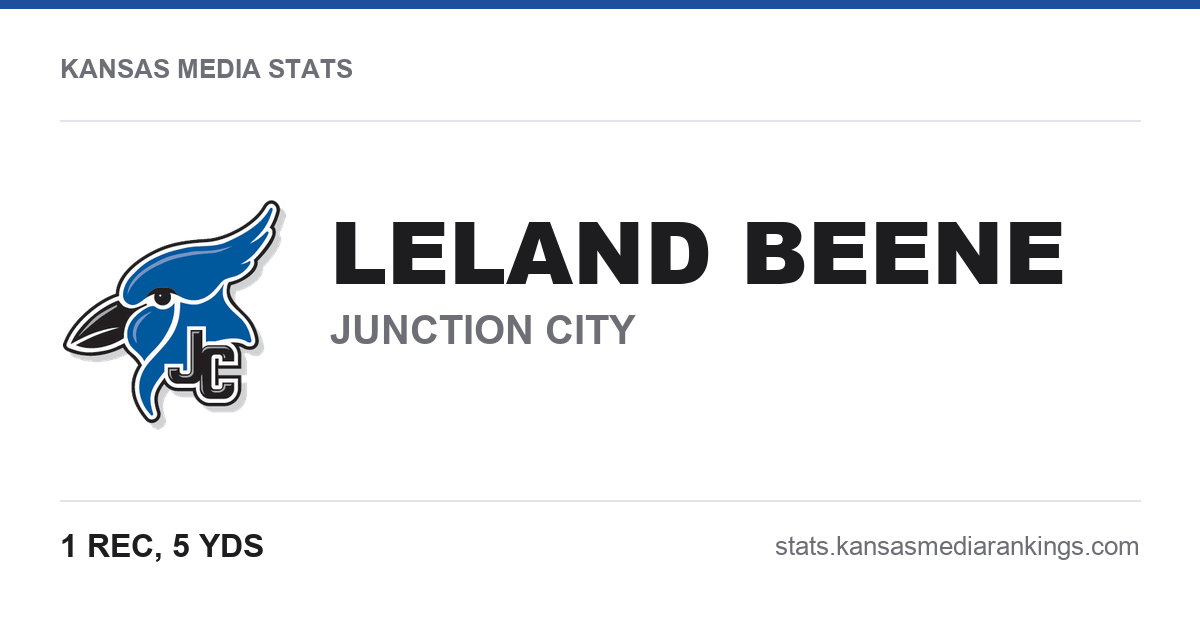 KANSAS MEDIA STATS
LELAND BEENE
JUNCTION CITY
JC
1 REC, 5 YDS
stats.kansasmediarankings.com